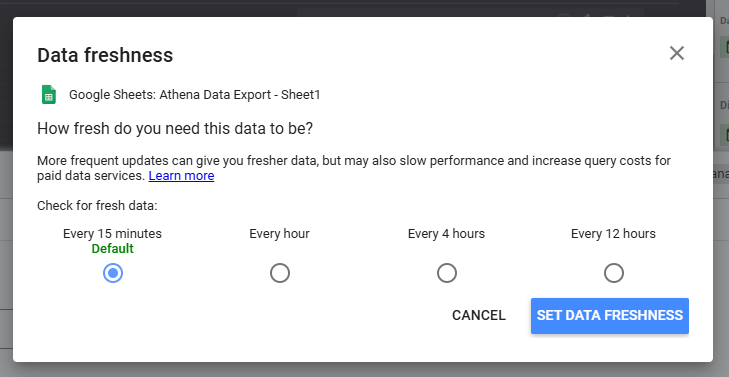 Data freshness
Google Sheets: Athena Data Export - Sheet1
How fresh do you need this data to be?
More frequent updates can give you fresher data, but may also slow performance and increase query costs for
paid data services. Learn more
Check for fresh data:
Every 15 minutes
Default
Every hour
Every 4 hours
Every 12 hours
CANCEL
SET DATA FRESHNESS